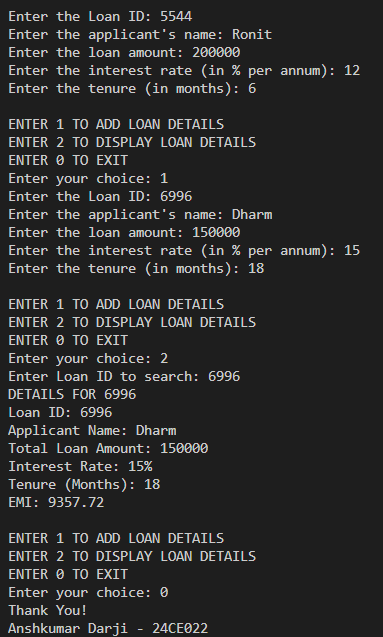 Enter the Loan ID: 5544
Enter the applicant's name: Ronit
Enter the loan amount: 200000
Enter the interest rate (in % per annum): 12
Enter the tenure (in months): 6
ENTER 1 TO ADD LOAN DETAILS
ENTER 2 TO DISPLAY LOAN DETAILS
ENTER 0 TO EXIT
Enter your choice: 1
Enter the Loan ID: 6996
Enter the applicant's name: Dharm
Enter the loan amount: 150000
Enter the interest rate (in % per annum): 15
Enter the tenure (in months): 18
ENTER 1 TO ADD LOAN DETAILS
ENTER 2 TO DISPLAY LOAN DETAILS
ENTER 0 TO EXIT
Enter your choice: 2
Enter Loan ID to search: 6996
DETAILS FOR 6996
Loan ID: 6996
Applicant Name: Dharm
Total Loan Amount: 150000
Interest Rate: 15%
Tenure (Months): 18
EMI: 9357.72
ENTER 1 TO ADD LOAN DETAILS
ENTER 2 TO DISPLAY LOAN DETAILS
ENTER 0 TO EXIT
Enter your choice: 0
Thank You!
Anshkumar Darji - 24CE022